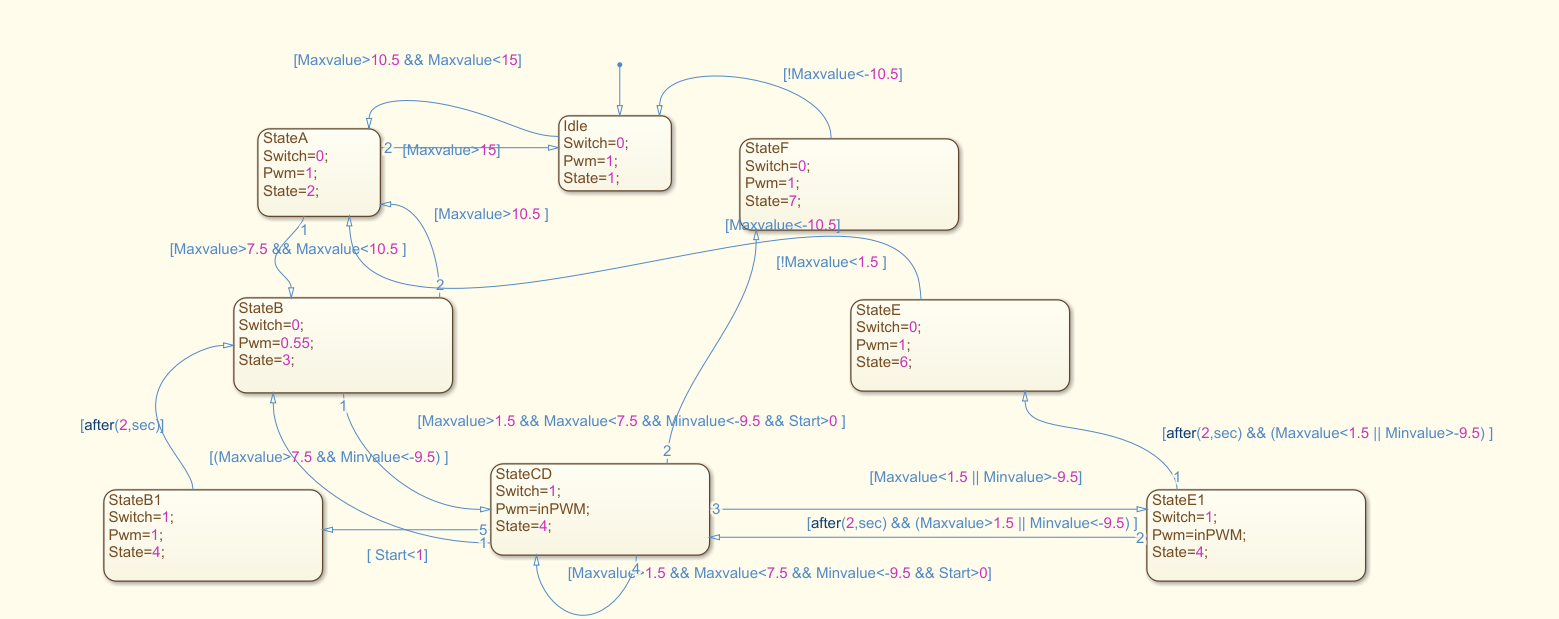 [Maxvalue>10.5 && Maxvalue<15]
[!Maxvalue<-10.5]
Idle
Switch=0;
Pwm=1;
State=1;
StateA
Switch=0;
Pwm=1;
State=2;
2
[Maxvalue>15]
StateF
Switch=0;
Pwm=1;
State=7;
[Maxvalue>10.5 ]
[Maxvalue<-10.5]
1
[Maxvalue>7.5 && Maxvalue<10.5 ]
[!Maxvalue<1.5 ]
2
StateB
Switch=0;
Pwm=0.55;
State=3;
StateE
Switch=0;
Pwm=1;
State=6;
1
[after(2,sec)]
[Maxvalue>1.5 && Maxvalue<7.5 && Minvalue<-9.5 && Start>0 ]
[after(2,sec) && (Maxvalue<1.5 || Minvalue>-9.5) ]
2
[(Maxvalue>7.5 && Minvalue<-9.5) ]
StateCD
Switch=1;
Pwm=inPWM;
State=4;
[Maxvalue<1.5 || Minvalue>-9.5]
1
StateB1
Switch=1;
Pwm=1;
State=4;
StateE1
Switch=1;
Pwm=inPWM;
State=4;
3
[after(2,sec) && (Maxvalue>1.5 || Minvalue<-9.5) ]
2
5
1
[ Start<1]
4
[Maxvalue>1.5 && Maxvalue<7.5 && Minvalue<-9.5 && Start>0]